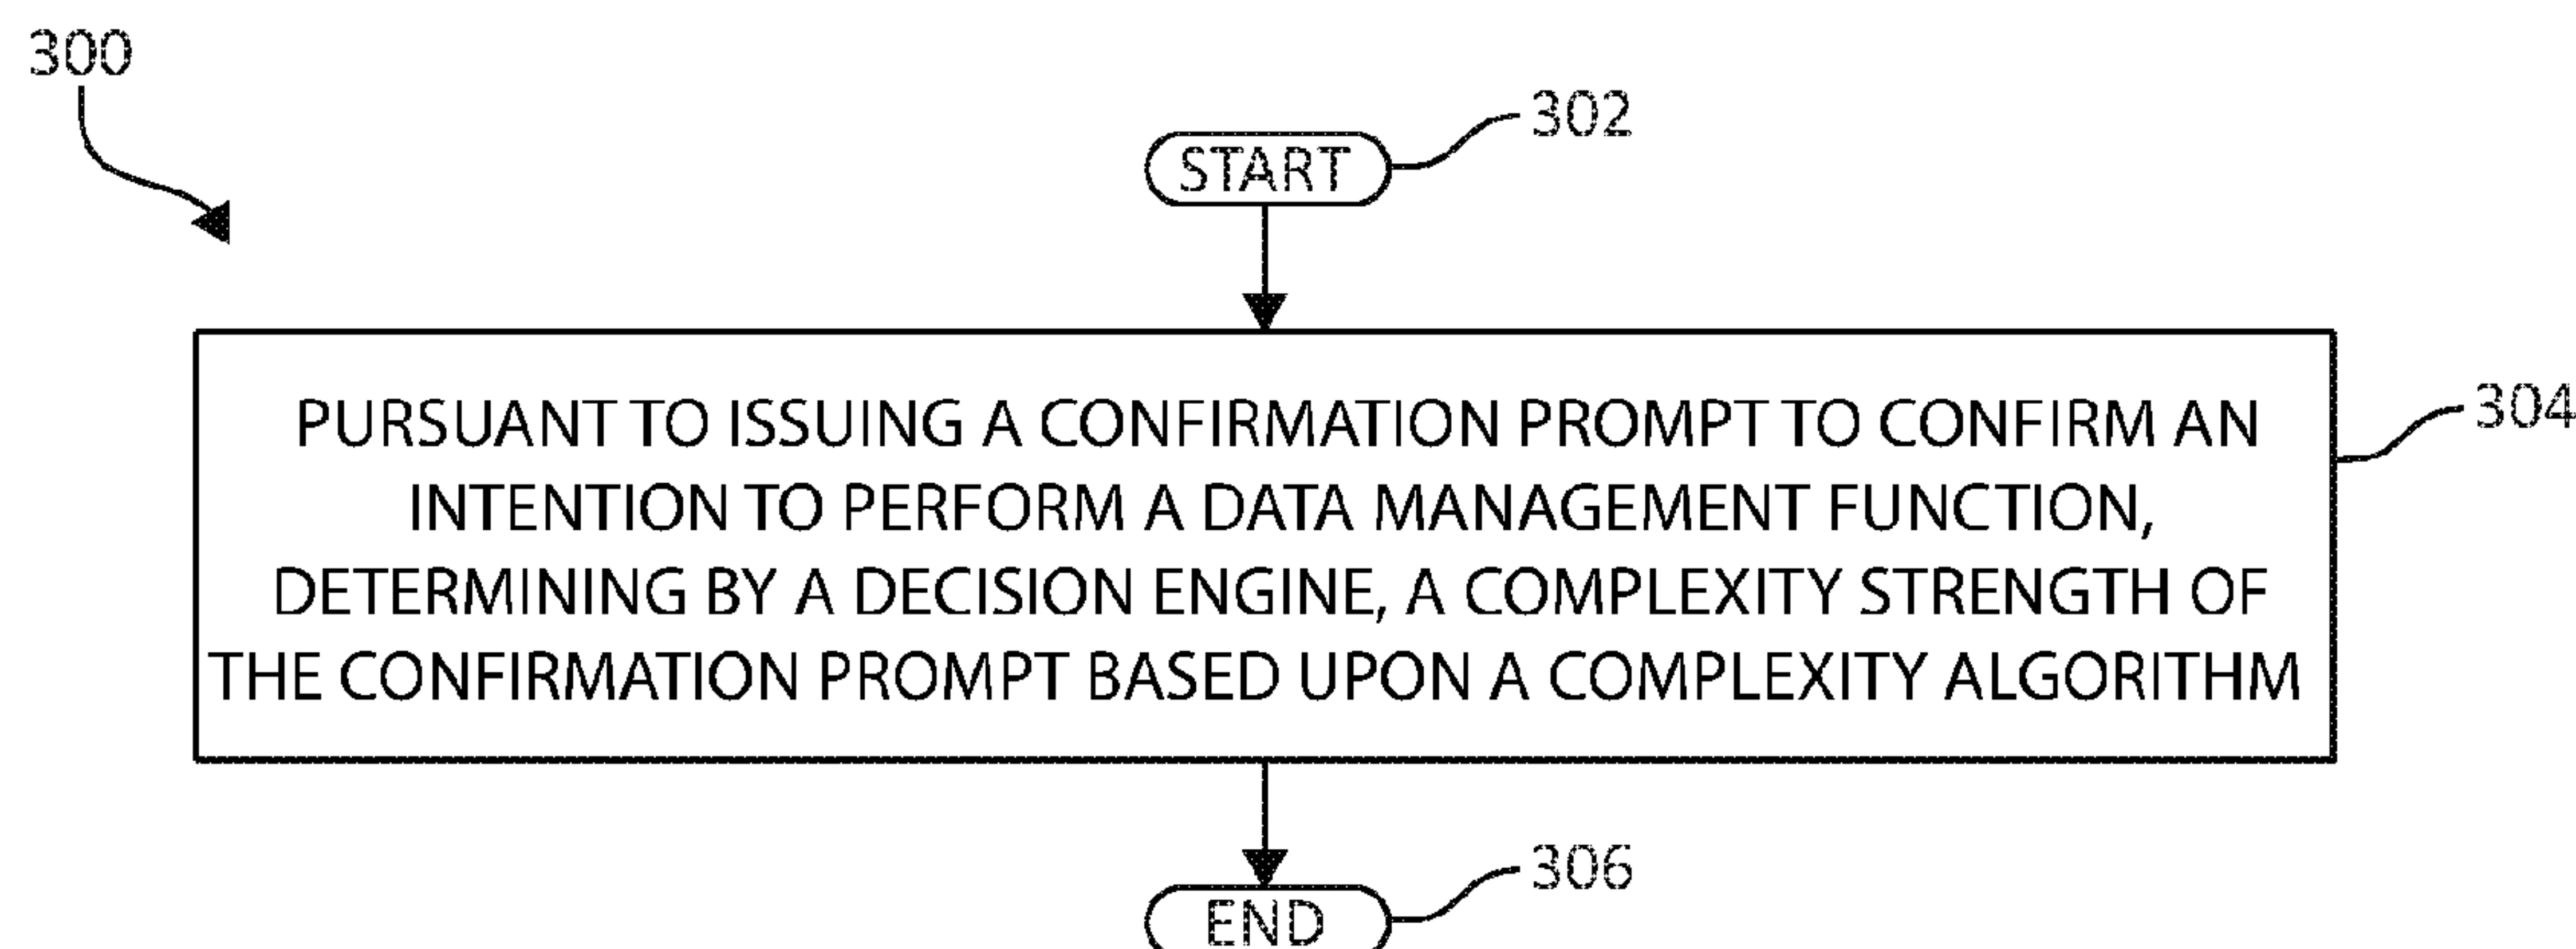 300
302
START
PURSUANT TO ISSUING A CONFIRMATION PROMPT TO CONFIRM AN
INTENTION TO PERFORM A DATA MANAGEMENT FUNCTION,
DETERMINING BY A DECISION ENGINE, A COMPLEXITY STRENGTH OF
THE CONFIRMATION PROMPT BASED UPON A COMPLEXITY ALGORITHM
304
306
END